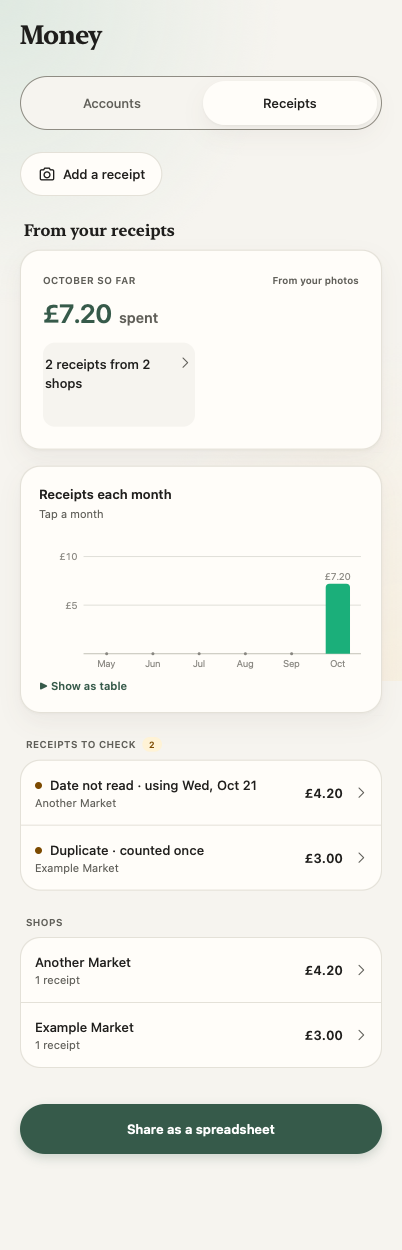 Money
Accounts
Receipts
Add a receipt
From your receipts
OCTOBER SO FAR
From your photos
£7.20 spent
2 receipts from 2
shops
Receipts each month
Tap a month
£10
£7.20
£5
May Jun Jul Aug Sep Oct
Show as table
RECEIPTS TO CHECK 2
Date not read · using Wed, Oct 21
£4.20
Another Market
Duplicate · counted once
£3.00
Example Market
SHOPS
Another Market
£4.20
1 receipt
Example Market
£3.00
1 receipt
Share as a spreadsheet